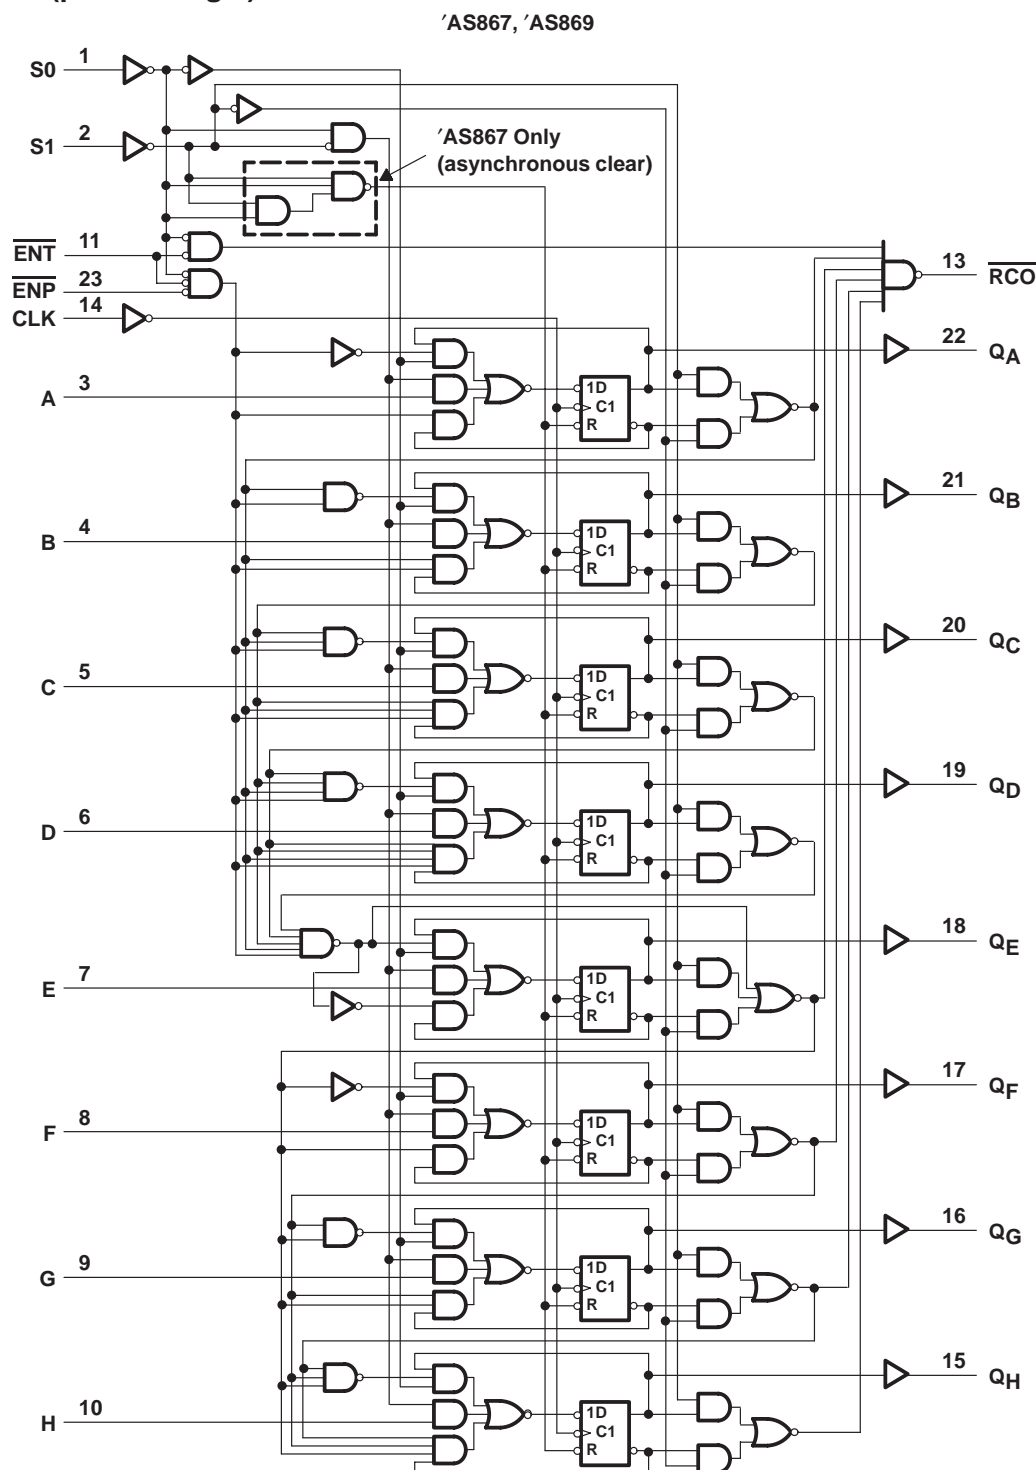 ′AS867, ′AS869
S0 1
S1 2
′AS867 Only
(asynchronous clear)
ENT 11
ENP 23
CLK 14
13 RCO
22 QA
A 3
1D
C1
R
21 QB
B 4
1D
C1
R
20 QC
C 5
1D
C1
R
19 QD
D 6
1D
C1
R
18 QE
E 7
1D
C1
R
17 QF
F 8
1D
C1
R
16 QG
G 9
1D
C1
R
15 QH
H 10
1D
C1
R